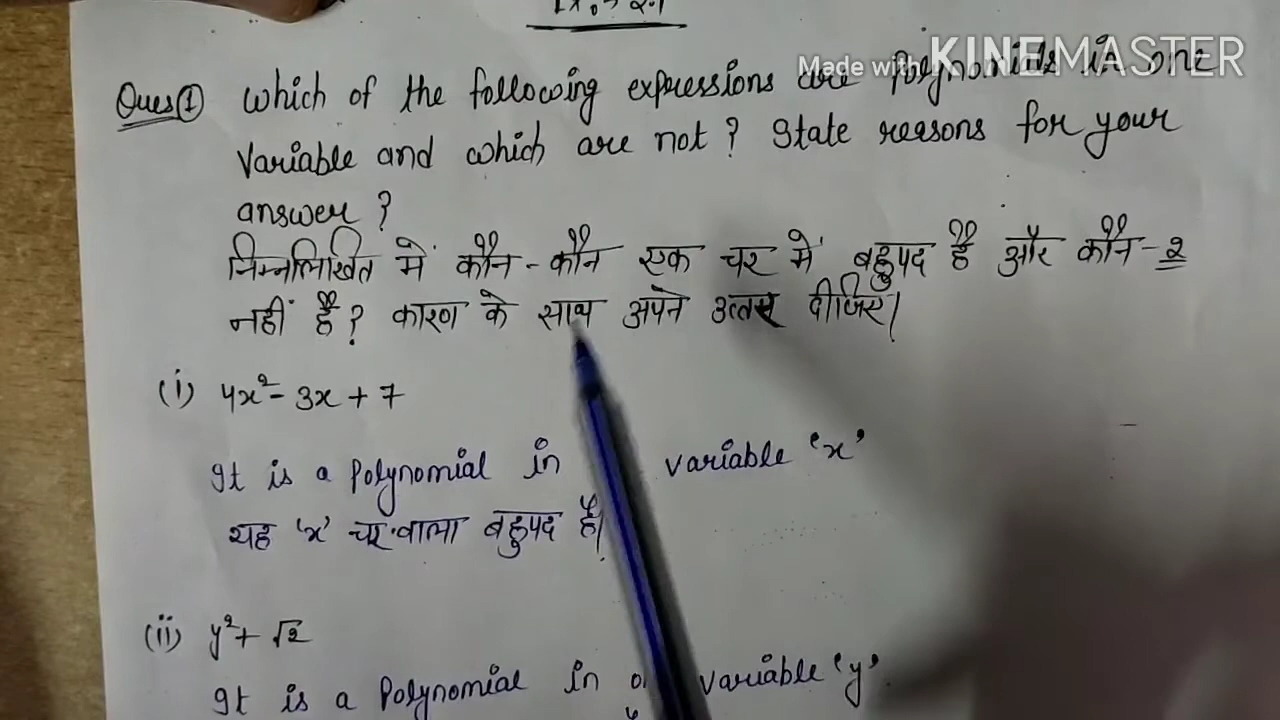 Ex. → 2.1
Made with KINEMASTER
Ques ① Which of the following expressions are Polynomials in one
Variable and which are not? State reasons for your
answer?
निम्नलिखित में कौन-कौन एक चर में बहुपद हैं और कौन-२
नहीं हैं? कारण के साथ अपने उत्तर दीजिए।
(i) 4x² - 3x + 7
It is a Polynomial in variable 'x'
यह 'x' चर वाला बहुपद है।
(ii) y² + √2
It is a Polynomial in variable 'y'